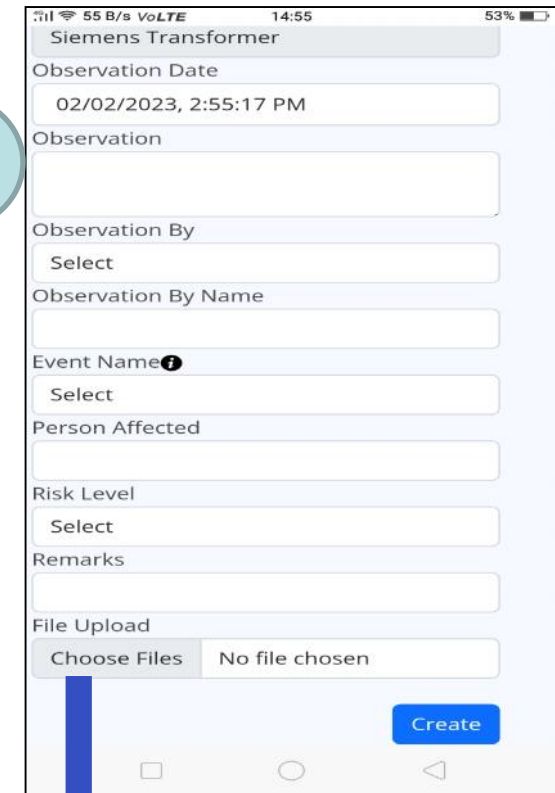 55 B/s VoLTE 14:55 53%
Siemens Transformer
Observation Date
02/02/2023, 2:55:17 PM
Observation
Observation By
Select
Observation By Name
Event Name
Select
Person Affected
Risk Level
Select
Remarks
File Upload
Choose Files No file chosen
Create